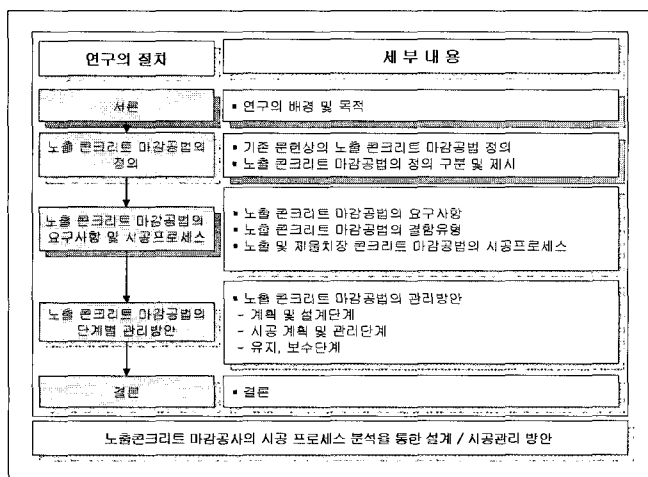 연구의 절차
세 부 내 용
서론
▪ 연구의 배경 및 목적
노출 콘크리트 마감공법의
정의
▪ 기존 문헌상의 노출 콘크리트 마감공법 정의
▪ 노출 콘크리트 마감공법의 정의 구분 및 제시
노출 콘크리트 마감공법의
요구사항 및 시공프로세스
▪ 노출 콘크리트 마감공법의 요구사항
▪ 노출 콘크리트 마감공법의 결함유형
▪ 노출 및 제물치장 콘크리트 마감공법의 시공프로세스
노출 콘크리트 마감공법의
단계별 관리방안
▪ 노출 콘크리트 마감공법의 관리방안
- 계획 및 설계단계
- 시공 계획 및 관리단계
- 유지, 보수단계
결론
▪ 결론
노출콘크리트 마감공사의 시공 프로세스 분석을 통한 설계 / 시공관리 방안